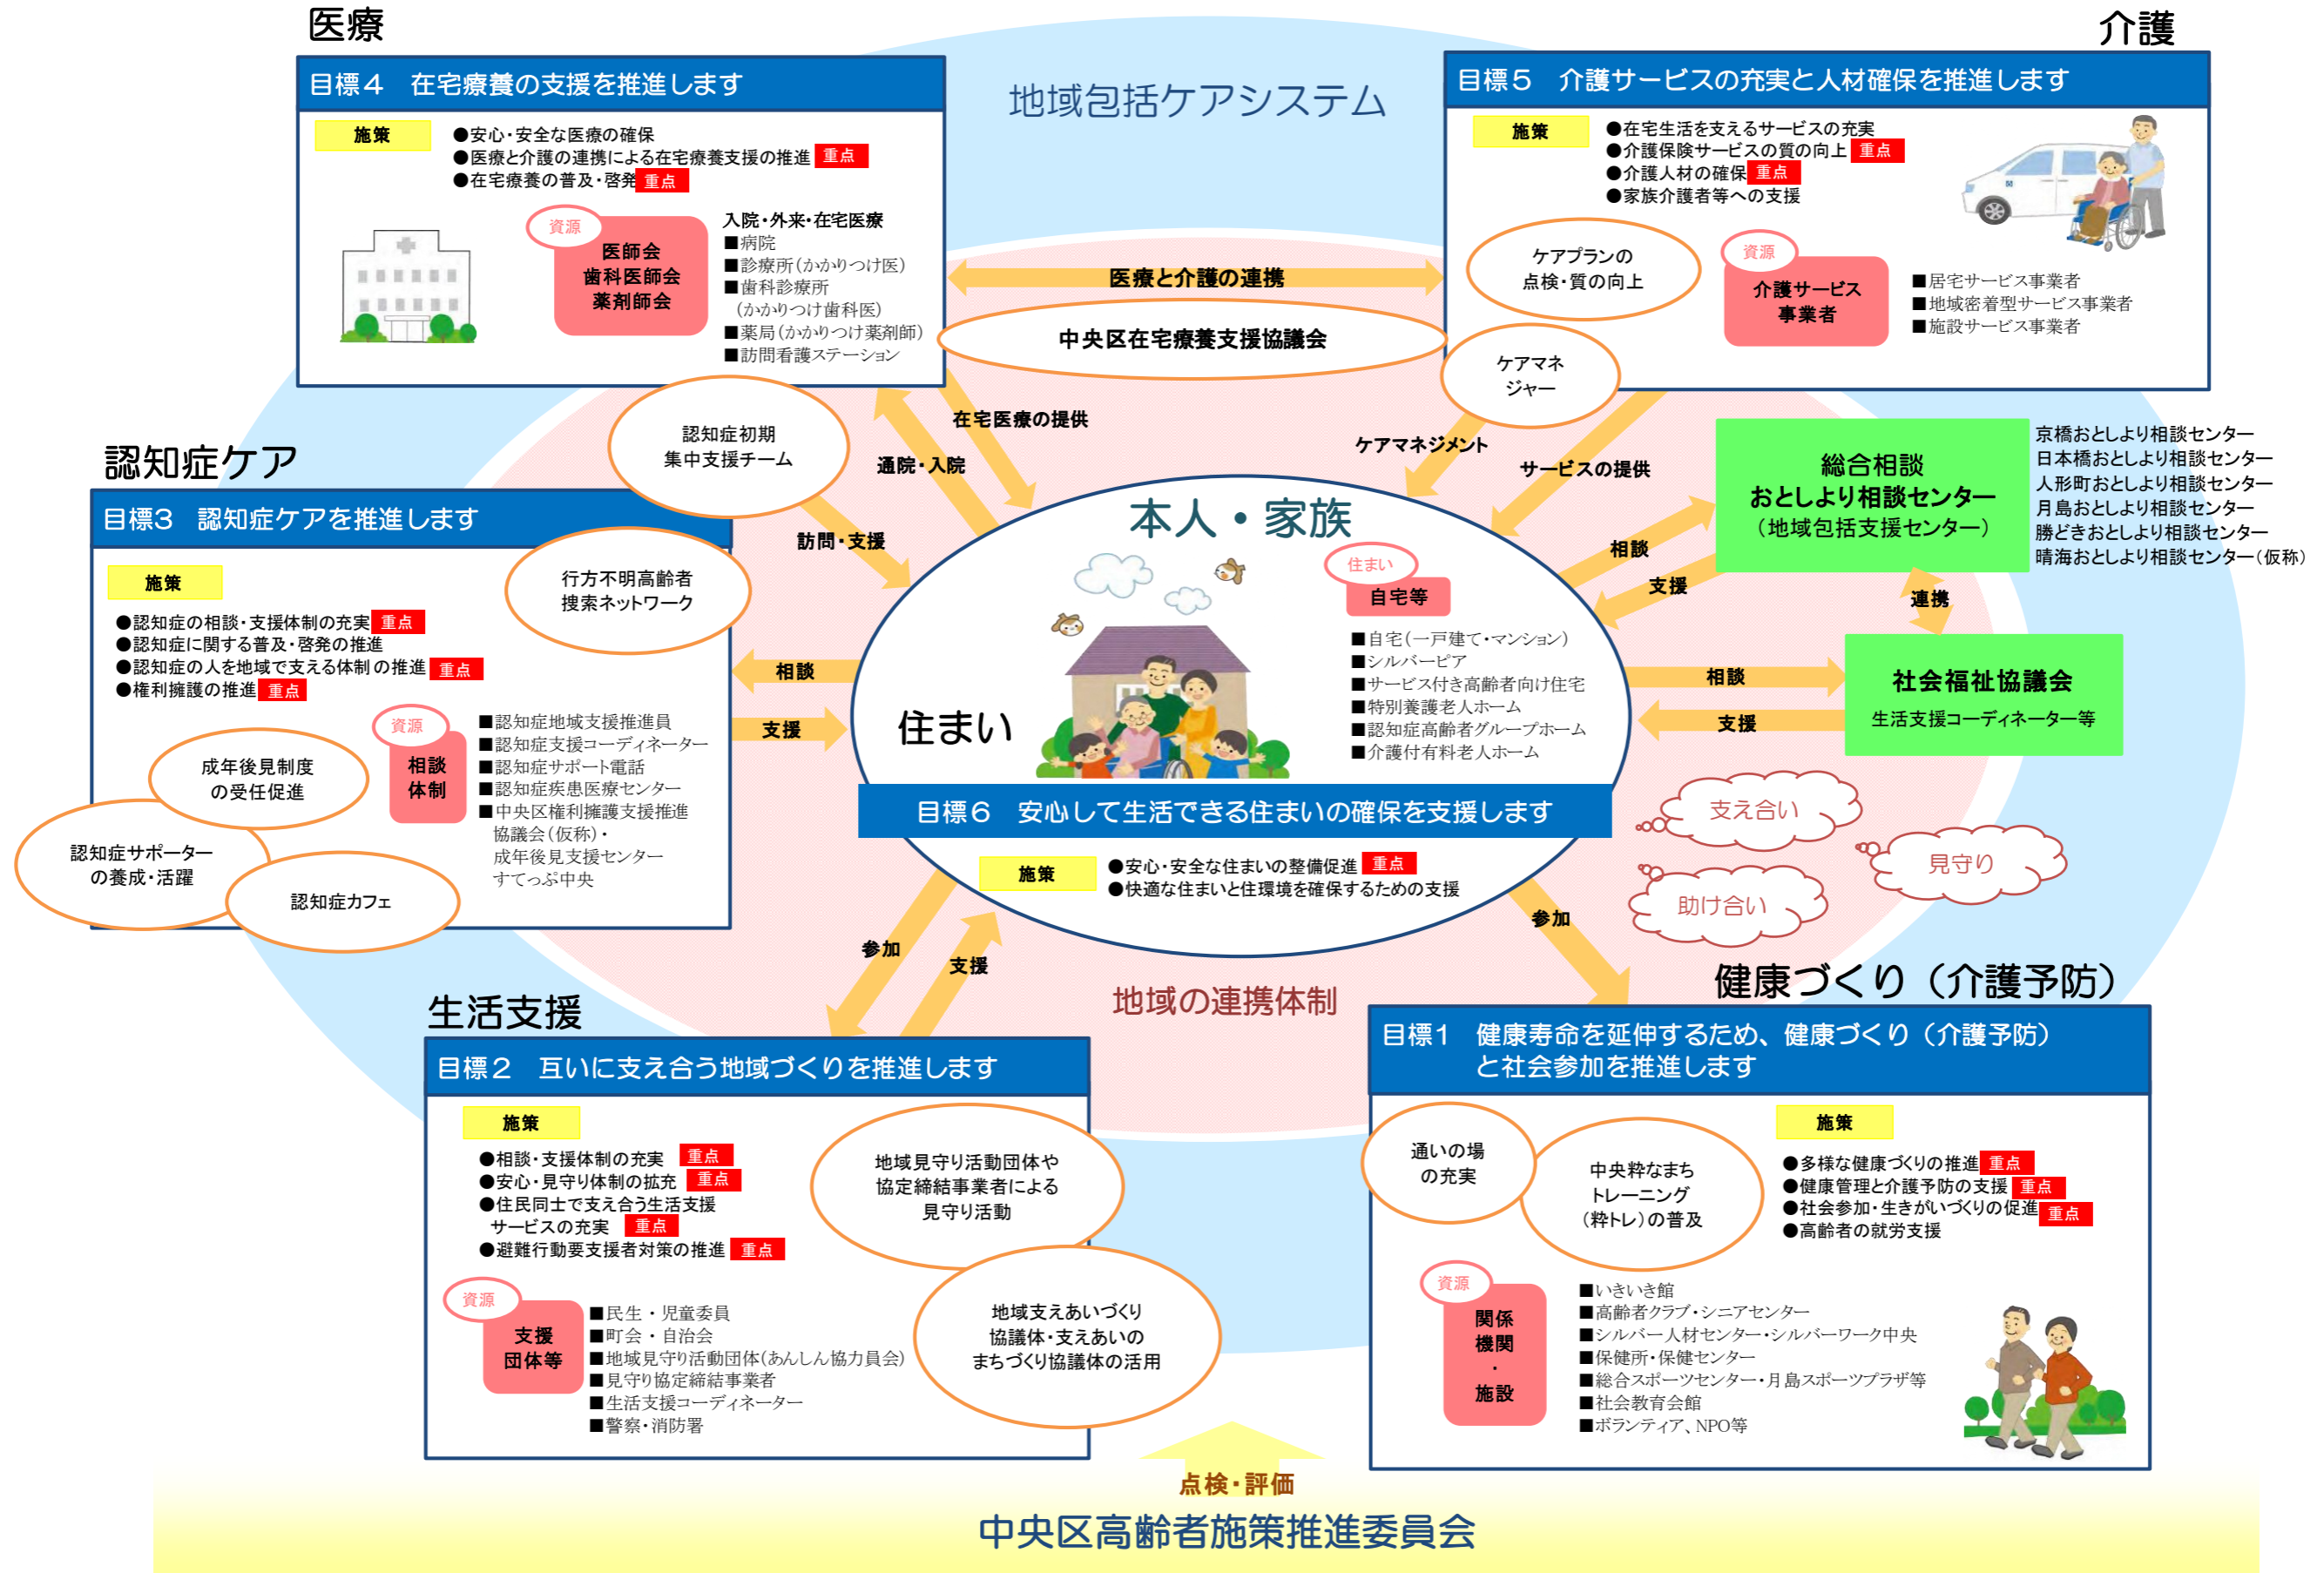 医療
目標4　在宅療養の支援を推進します
施策
●安心・安全な医療の確保
●医療と介護の連携による在宅療養支援の推進 重点
●在宅療養の普及・啓発 重点
資源
医師会
歯科医師会
薬剤師会
入院・外来・在宅医療
■病院
■診療所(かかりつけ医)
■歯科診療所
(かかりつけ歯科医)
■薬局(かかりつけ薬剤師)
■訪問看護ステーション
地域包括ケアシステム
医療と介護の連携
中央区在宅療養支援協議会
介護
目標5　介護サービスの充実と人材確保を推進します
施策
●在宅生活を支えるサービスの充実
●介護保険サービスの質の向上 重点
●介護人材の確保 重点
●家族介護者等への支援
ケアプランの
点検・質の向上
資源
介護サービス
事業者
■居宅サービス事業者
■地域密着型サービス事業者
■施設サービス事業者
ケアマネ
ジャー
認知症初期
集中支援チーム
在宅医療の提供
通院・入院
訪問・支援
ケアマネジメント
サービスの提供
総合相談
おとしより相談センター
(地域包括支援センター)
京橋おとしより相談センター
日本橋おとしより相談センター
人形町おとしより相談センター
月島おとしより相談センター
勝どきおとしより相談センター
晴海おとしより相談センター(仮称)
相談
支援
連携
社会福祉協議会
生活支援コーディネーター等
相談
支援
認知症ケア
目標3　認知症ケアを推進します
施策
行方不明高齢者
捜索ネットワーク
●認知症の相談・支援体制の充実 重点
●認知症に関する普及・啓発の推進
●認知症の人を地域で支える体制の推進 重点
●権利擁護の推進 重点
資源
相談
体制
■認知症地域支援推進員
■認知症支援コーディネーター
■認知症サポート電話
■認知症疾患医療センター
■中央区権利擁護支援推進
協議会(仮称)・
成年後見支援センター
すてっぷ中央
成年後見制度
の受任促進
認知症サポーター
の養成・活躍
認知症カフェ
相談
支援
本人・家族
住まい
住まい
自宅等
■自宅(一戸建て・マンション)
■シルバーピア
■サービス付き高齢者向け住宅
■特別養護老人ホーム
■認知症高齢者グループホーム
■介護付有料老人ホーム
目標6　安心して生活できる住まいの確保を支援します
施策
●安心・安全な住まいの整備促進 重点
●快適な住まいと住環境を確保するための支援
支え合い
見守り
助け合い
参加
支援
参加
地域の連携体制
生活支援
目標2　互いに支え合う地域づくりを推進します
施策
●相談・支援体制の充実 重点
●安心・見守り体制の拡充 重点
●住民同士で支え合う生活支援
サービスの充実 重点
●避難行動要支援者対策の推進 重点
地域見守り活動団体や
協定締結事業者による
見守り活動
地域支えあいづくり
協議体・支えあいの
まちづくり協議体の活用
資源
支援
団体等
■民生・児童委員
■町会・自治会
■地域見守り活動団体(あんしん協力員会)
■見守り協定締結事業者
■生活支援コーディネーター
■警察・消防署
健康づくり(介護予防)
目標1　健康寿命を延伸するため、健康づくり(介護予防)
と社会参加を推進します
通いの場
の充実
中央粋なまち
トレーニング
(粋トレ)の普及
施策
●多様な健康づくりの推進 重点
●健康管理と介護予防の支援 重点
●社会参加・生きがいづくりの促進 重点
●高齢者の就労支援
資源
関係
機関
・
施設
■いきいき館
■高齢者クラブ・シニアセンター
■シルバー人材センター・シルバーワーク中央
■保健所・保健センター
■総合スポーツセンター・月島スポーツプラザ等
■社会教育会館
■ボランティア、NPO等
点検・評価
中央区高齢者施策推進委員会